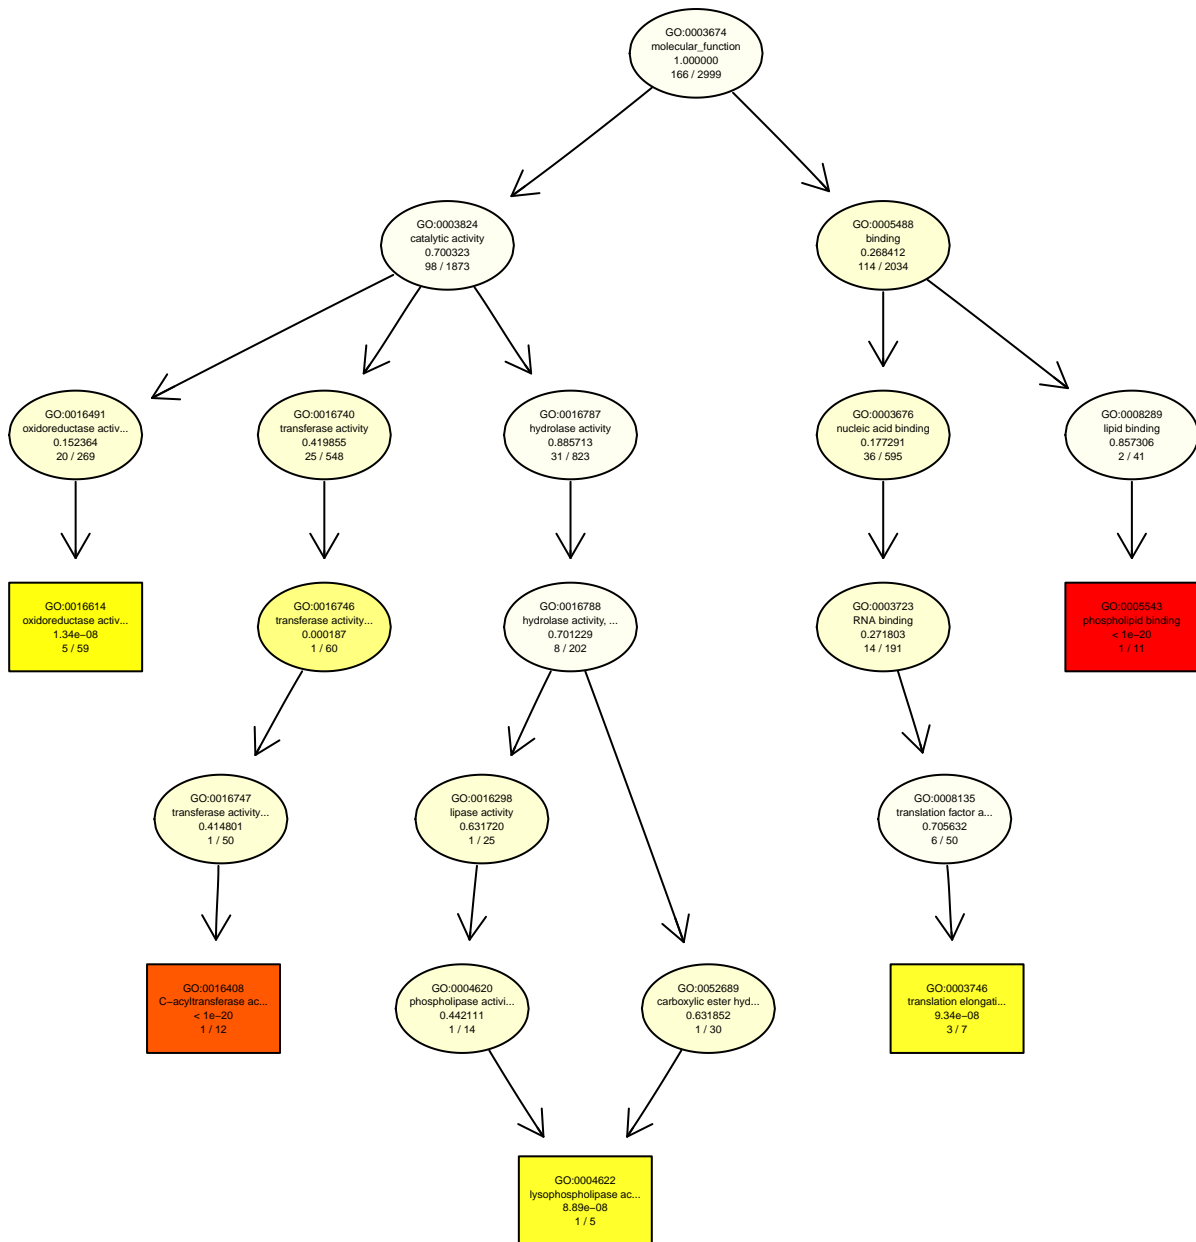 GO:0003674
molecular_function
1.000000
166 / 2999
GO:0003824
catalytic activity
0.700323
98 / 1873
GO:0005488
binding
0.268412
114 / 2034
GO:0016491
oxidoreductase activ...
0.152364
20 / 269
GO:0016740
transferase activity
0.419855
25 / 548
GO:0016787
hydrolase activity
0.885713
31 / 823
GO:0003676
nucleic acid binding
0.177291
36 / 595
GO:0008289
lipid binding
0.857306
2 / 41
GO:0016614
oxidoreductase activ...
1.34e−08
5 / 59
GO:0016746
transferase activity...
0.000187
1 / 60
GO:0016788
hydrolase activity, ...
0.701229
8 / 202
GO:0003723
RNA binding
0.271803
14 / 191
GO:0005543
phospholipid binding
< 1e−20
1 / 11
GO:0016747
transferase activity...
0.414801
1 / 50
GO:0016298
lipase activity
0.631720
1 / 25
GO:0008135
translation factor a...
0.705632
6 / 50
GO:0016408
C−acyltransferase ac...
< 1e−20
1 / 12
GO:0004620
phospholipase activi...
0.442111
1 / 14
GO:0052689
carboxylic ester hyd...
0.631852
1 / 30
GO:0003746
translation elongati...
9.34e−08
3 / 7
GO:0004622
lysophospholipase ac...
8.89e−08
1 / 5